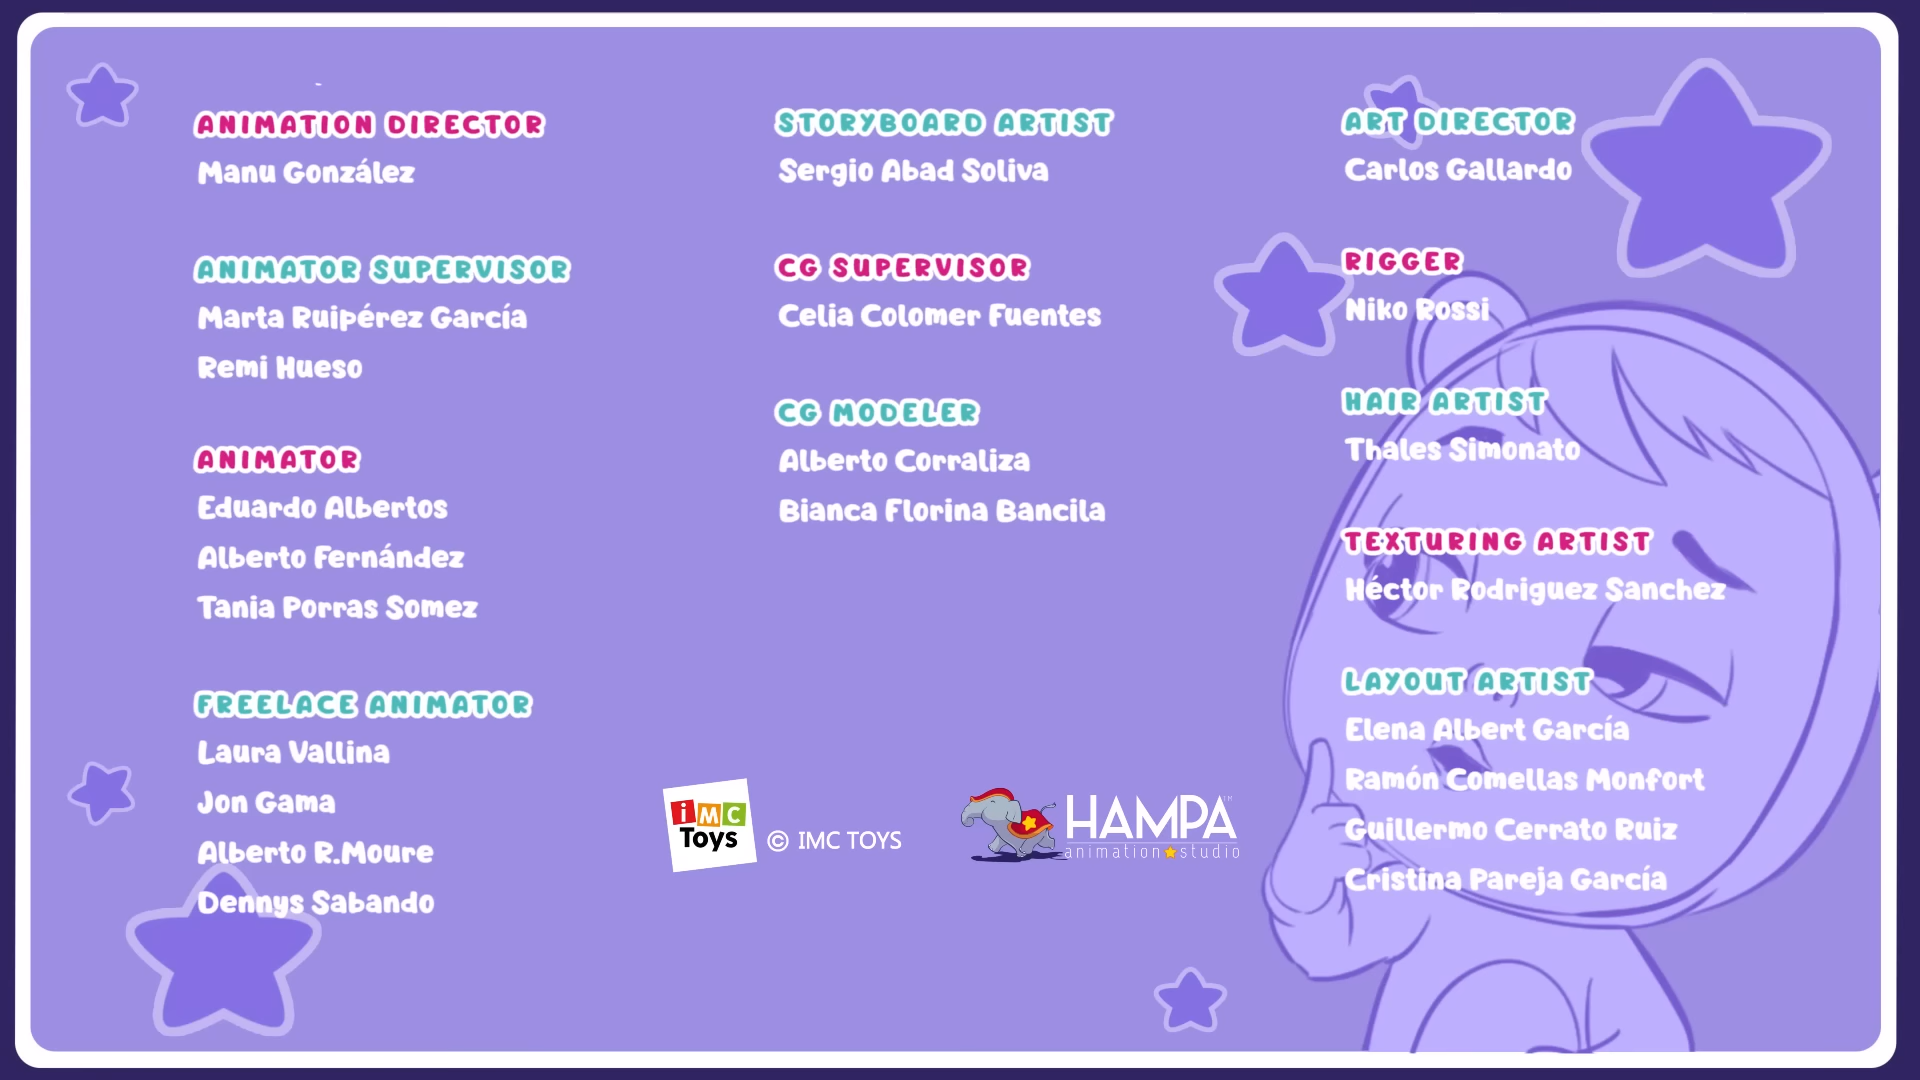 ANIMATION DIRECTOR
Manu González
ANIMATOR SUPERVISOR
Marta Ruipérez García
Remi Hueso
ANIMATOR
Eduardo Albertos
Alberto Fernández
Tania Porras Somez
FREELACE ANIMATOR
Laura Vallina
Jon Gama
Alberto R.Moure
Dennys Sabando
STORYBOARD ARTIST
Sergio Abad Soliva
CG SUPERVISOR
Celia Colomer Fuentes
CG MODELER
Alberto Corraliza
Bianca Florina Bancila
iMC
Toys
© IMC TOYS
HAMPA™
animation studio
ART DIRECTOR
Carlos Gallardo
RIGGER
Niko Rossi
HAIR ARTIST
Thales Simonato
TEXTURING ARTIST
Héctor Rodriguez Sanchez
LAYOUT ARTIST
Elena Albert García
Ramón Comellas Monfort
Guillermo Cerrato Ruiz
Cristina Pareja García